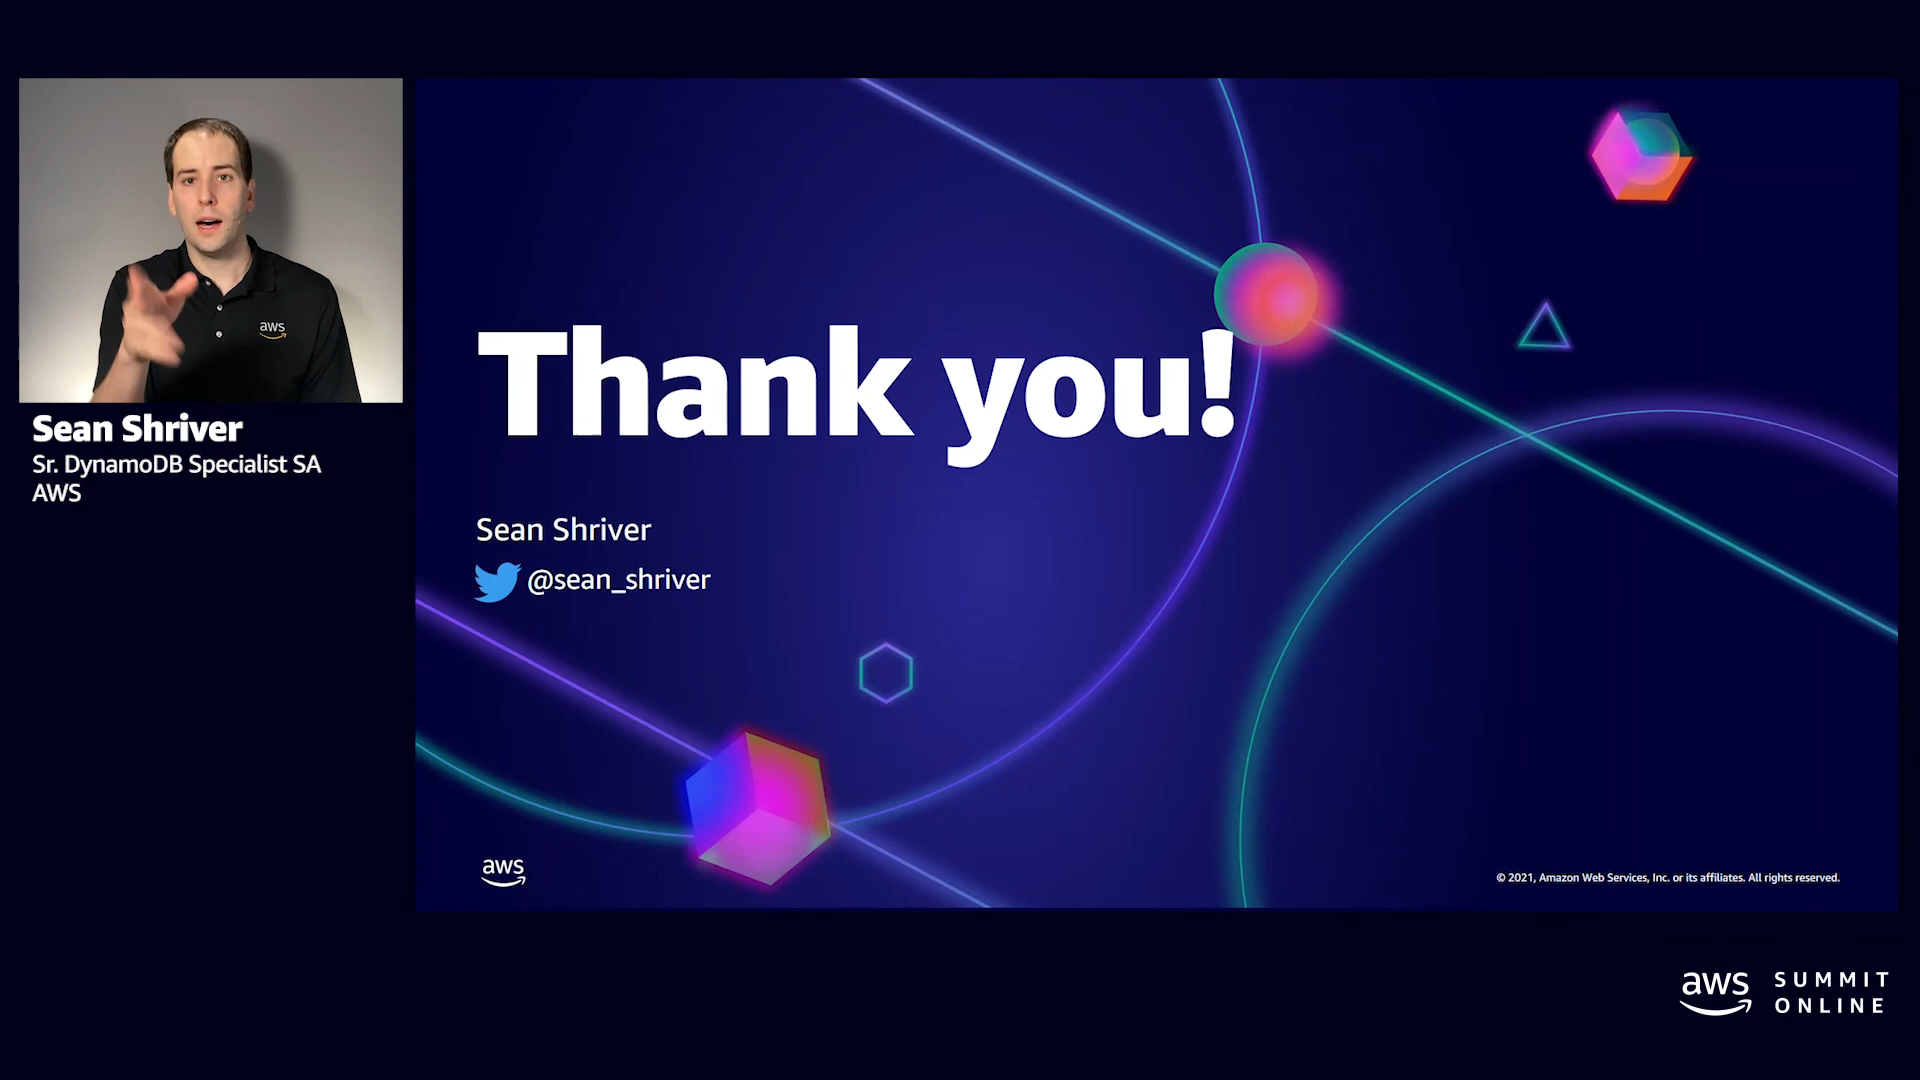 aws
Sean Shriver
Sr. DynamoDB Specialist SA
AWS
Thank you!
Sean Shriver
@sean_shriver
aws
© 2021, Amazon Web Services, Inc. or its affiliates. All rights reserved.
aws
SUMMIT
ONLINE